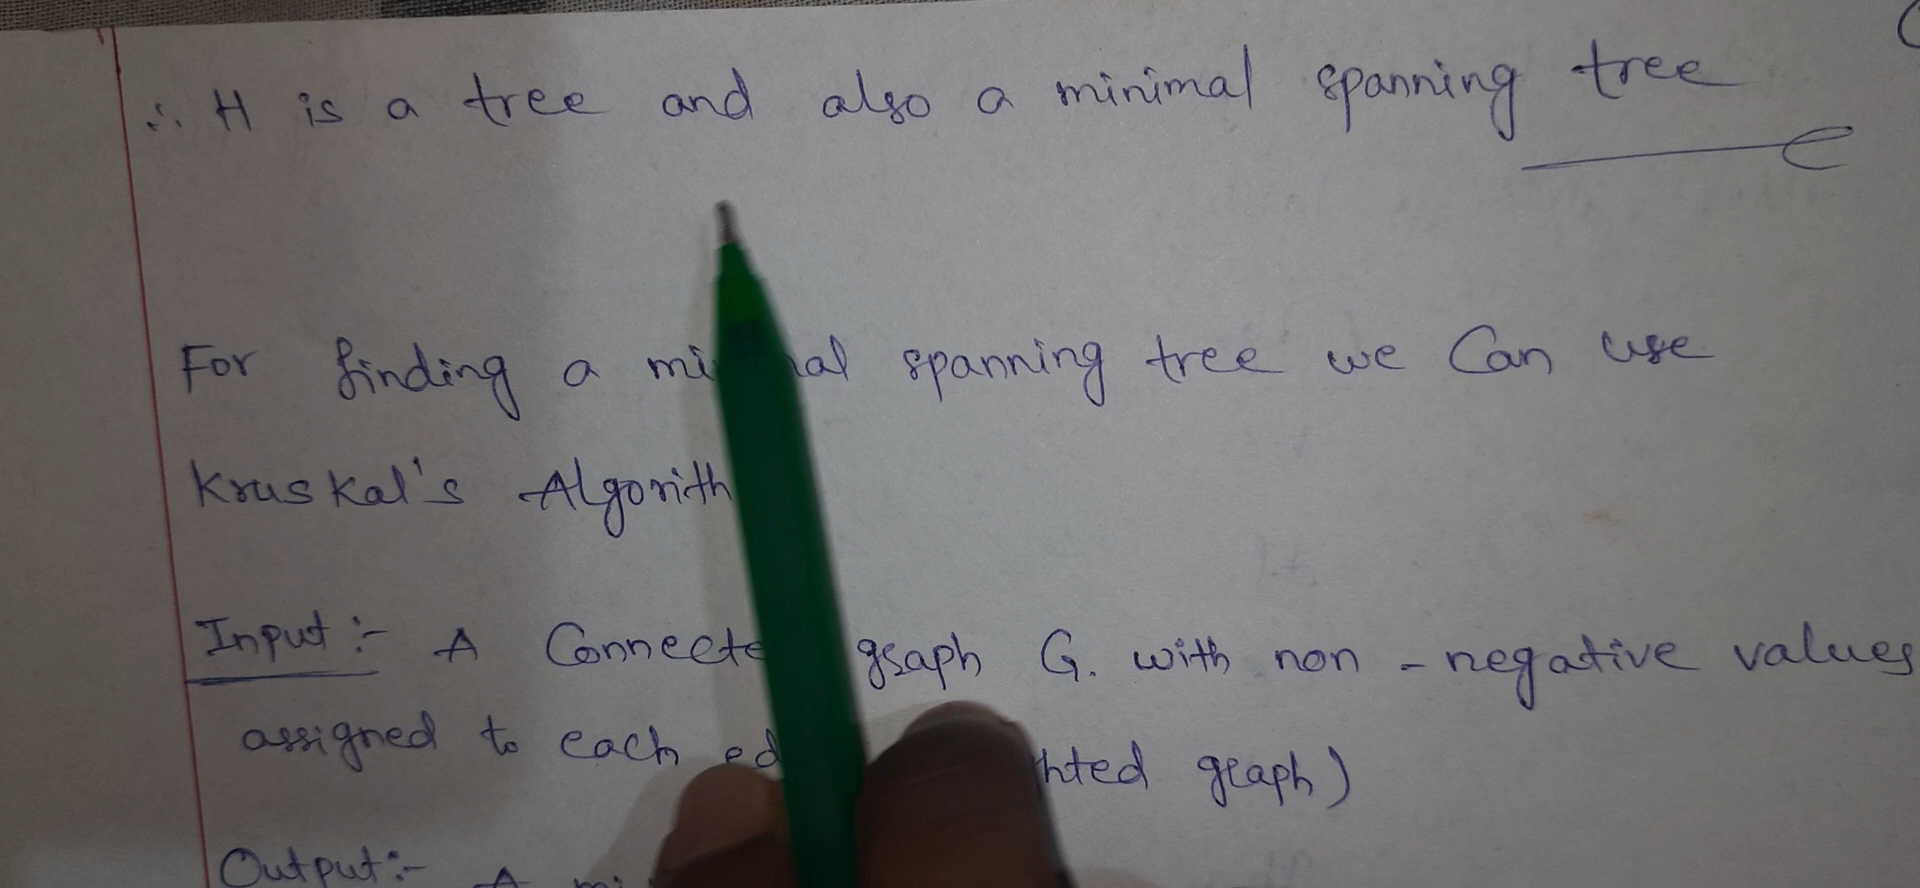 ∴ H is a tree and also a minimal spanning tree
For finding a mi al spanning tree we Can use
Kruskal's Algorith
Input :- A Connecte graph G. with non-negative values
assigned to each ed hted graph)
Output:- A mi